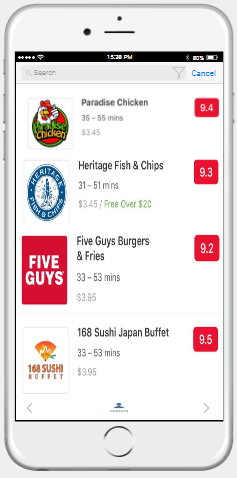 15:28 PM
80%
Search
Cancel
Paradise Chicken
Paradise Chicken
35 – 55 mins
$3.45
9.4
HERITAGE FISH & CHIPS
Heritage Fish & Chips
31 - 51 mins
$3.45 / Free Over $20
9.3
FIVE GUYS
Five Guys Burgers
& Fries
33 – 53 mins
$3.95
9.2
168 SUSHI
BUFFET
168 Sushi Japan Buffet
33 – 53 mins
$3.95
9.5